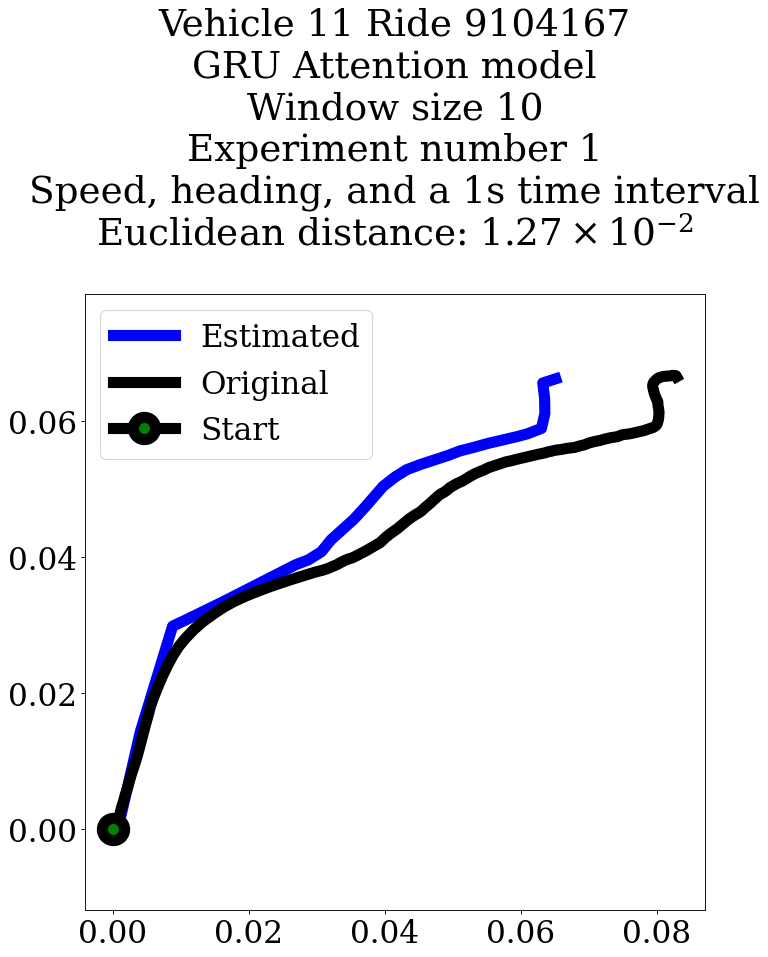 Vehicle 11 Ride 9104167
GRU Attention model
Window size 10
Experiment number 1
Speed, heading, and a 1s time interval
Euclidean distance: 1.27 × 10⁻²
Estimated
Original
Start
0.06
0.04
0.02
0.00
0.00 0.02 0.04 0.06 0.08